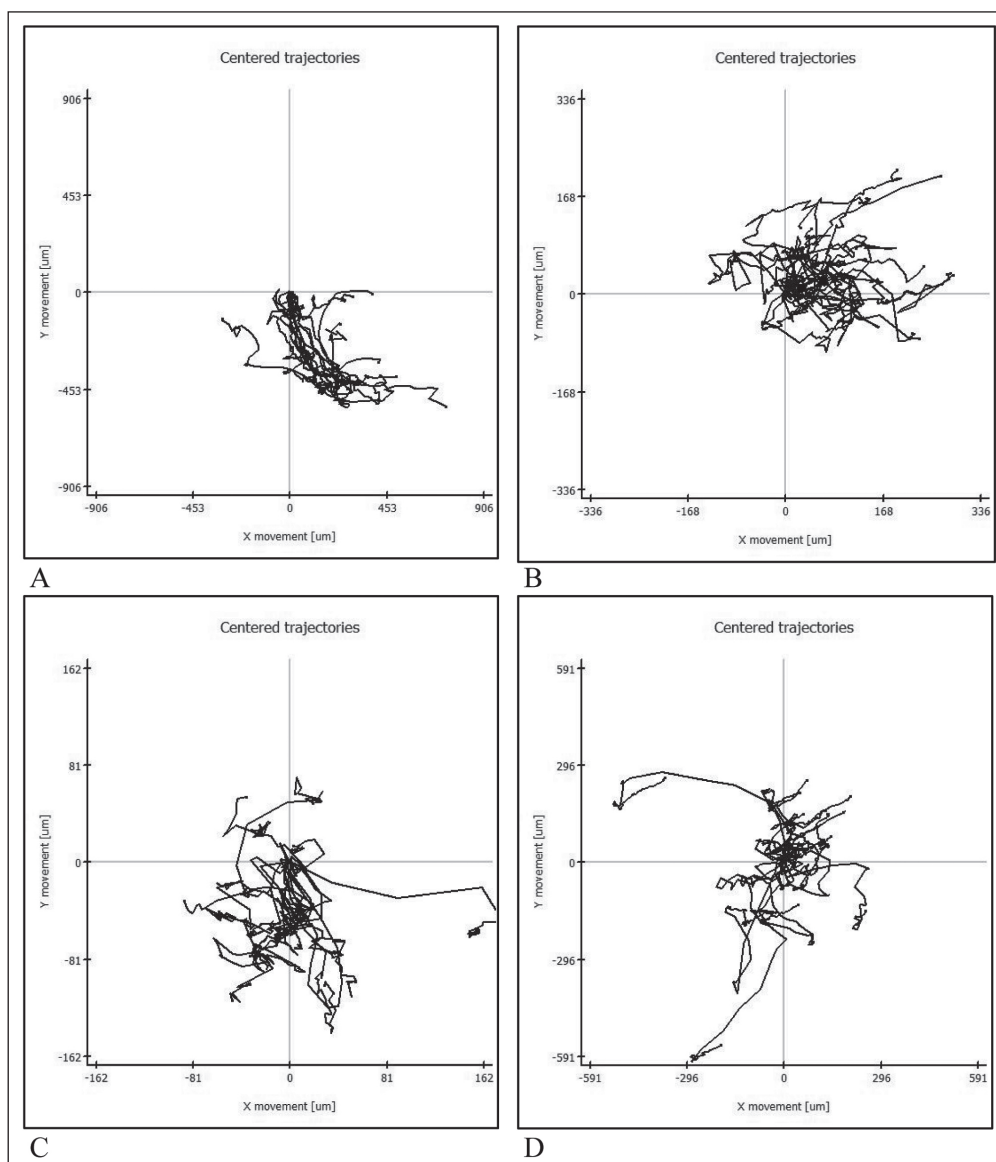 Centered trajectories
906
453
0
-453
-906
Y movement [um]
-906 -453 0 453 906
X movement [um]
A
Centered trajectories
336
168
0
-168
-336
Y movement [um]
-336 -168 0 168 336
X movement [um]
B
Centered trajectories
162
81
0
-81
-162
Y movement [um]
-162 -81 0 81 162
X movement [um]
C
Centered trajectories
591
296
0
-296
-591
Y movement [um]
-591 -296 0 296 591
X movement [um]
D